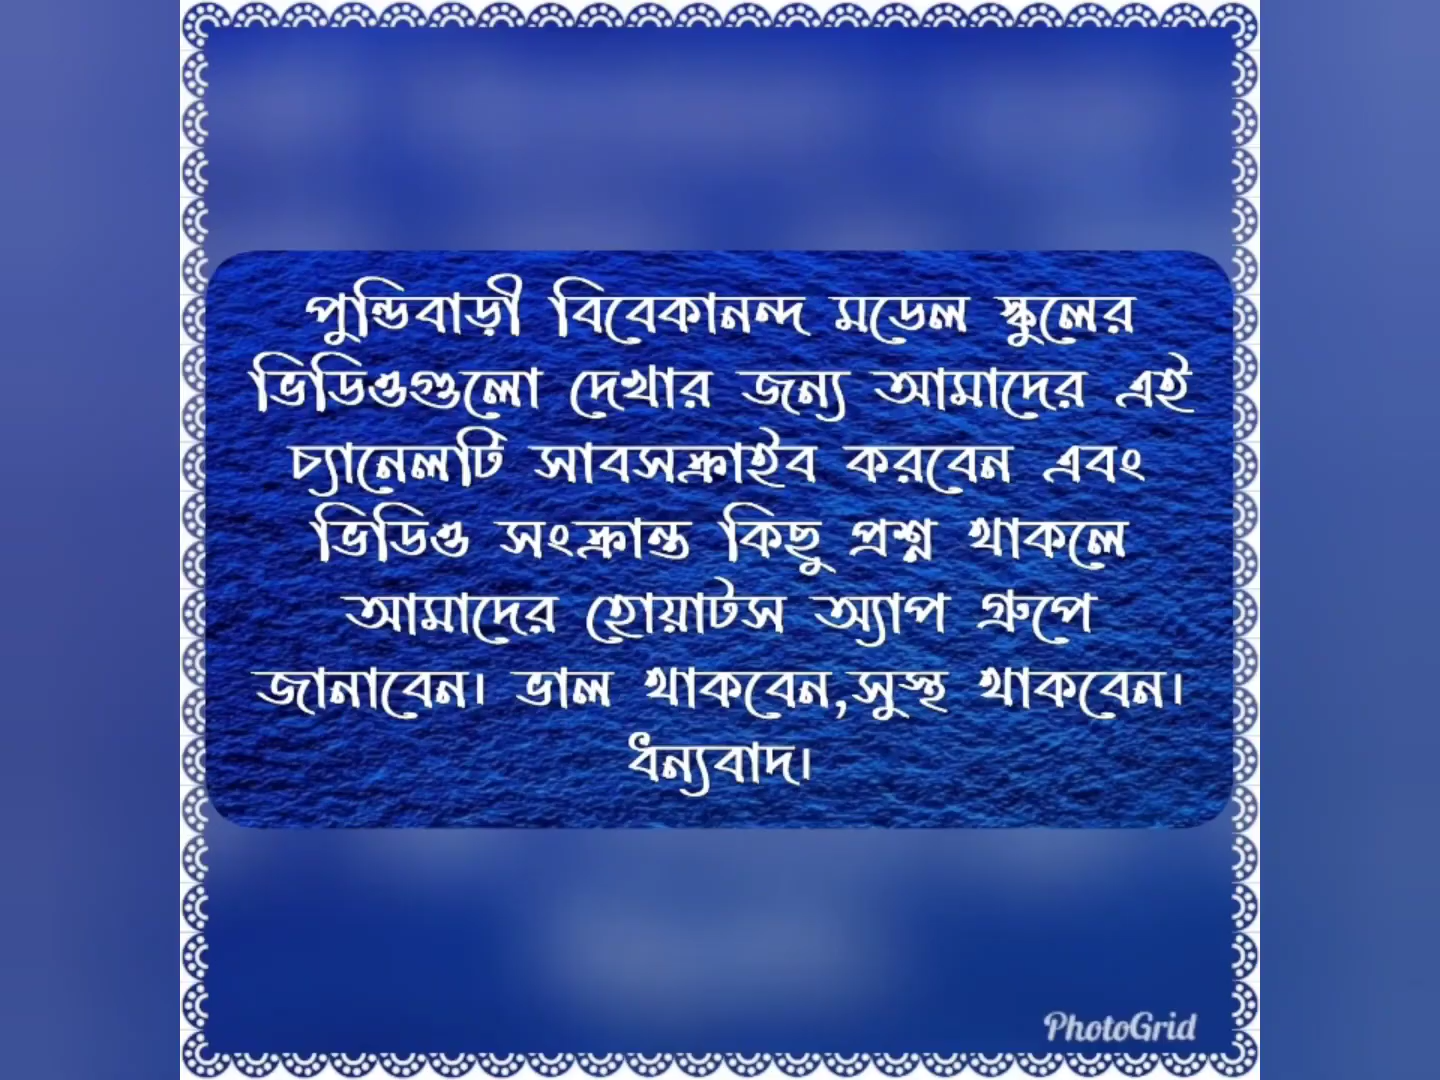 পুন্ডিবাড়ী বিবেকানন্দ মডেল স্কুলের
ভিডিওগুলো দেখার জন্য আমাদের এই
চ্যানেলটি সাবসক্রাইব করবেন এবং
ভিডিও সংক্রান্ত কিছু প্রশ্ন থাকলে
আমাদের হোয়াটস অ্যাপ গ্রুপে
জানাবেন। ভাল থাকবেন,সুস্থ থাকবেন।
ধন্যবাদ।
PhotoGrid